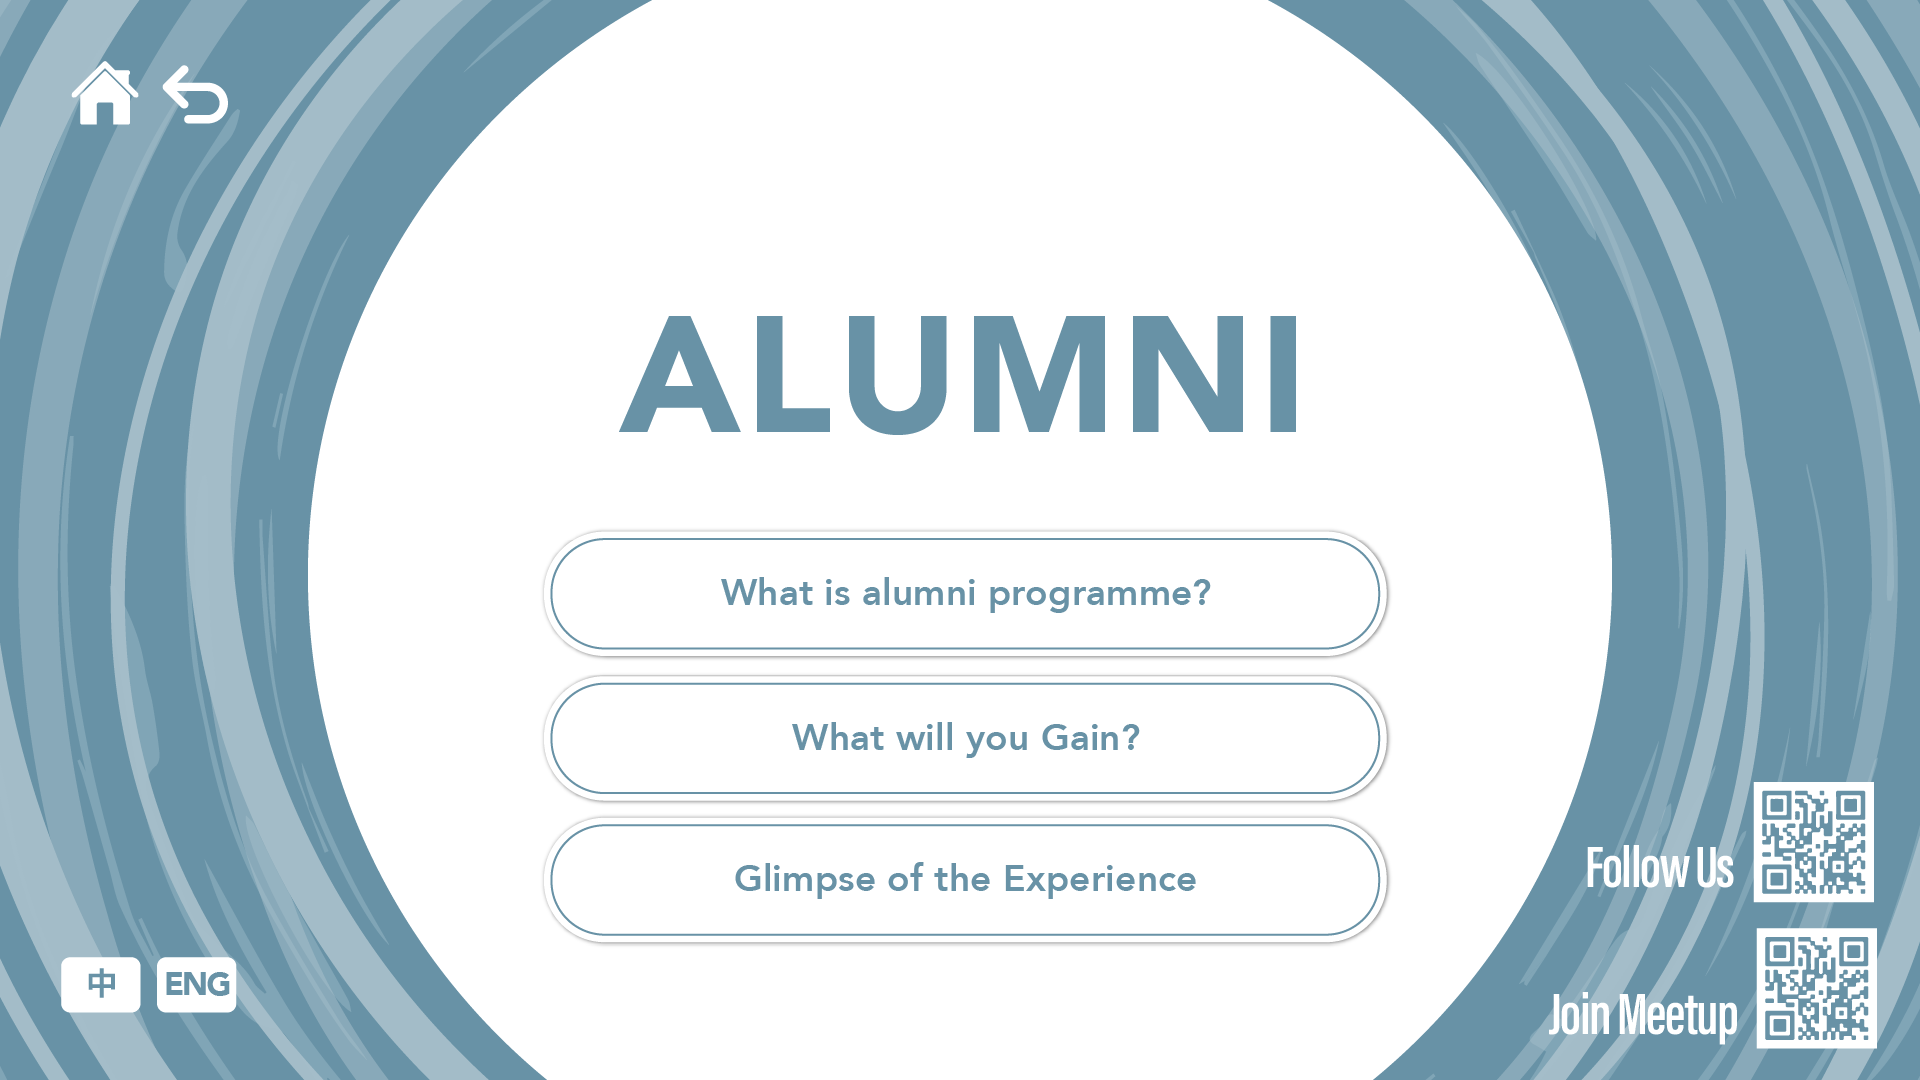 ALUMNI
What is alumni programme?
What will you Gain?
Glimpse of the Experience
Follow Us
Join Meetup
中
ENG